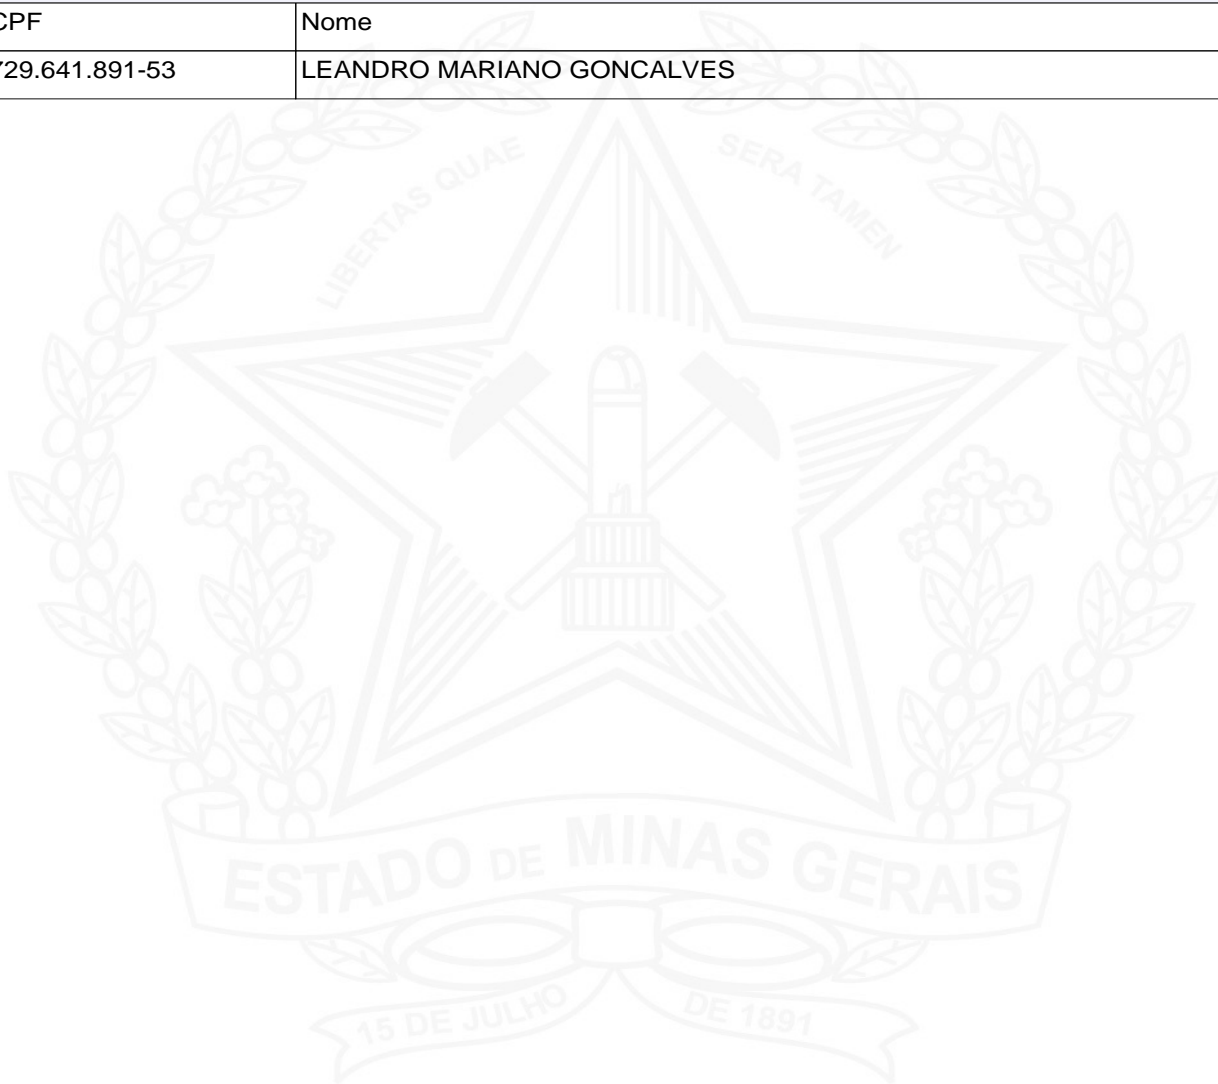 CPF Nome
729.641.891-53 LEANDRO MARIANO GONCALVES
LIBERTAS QUAE SERA TAMEN
ESTADO DE MINAS GERAIS
15 DE JULHO DE 1891